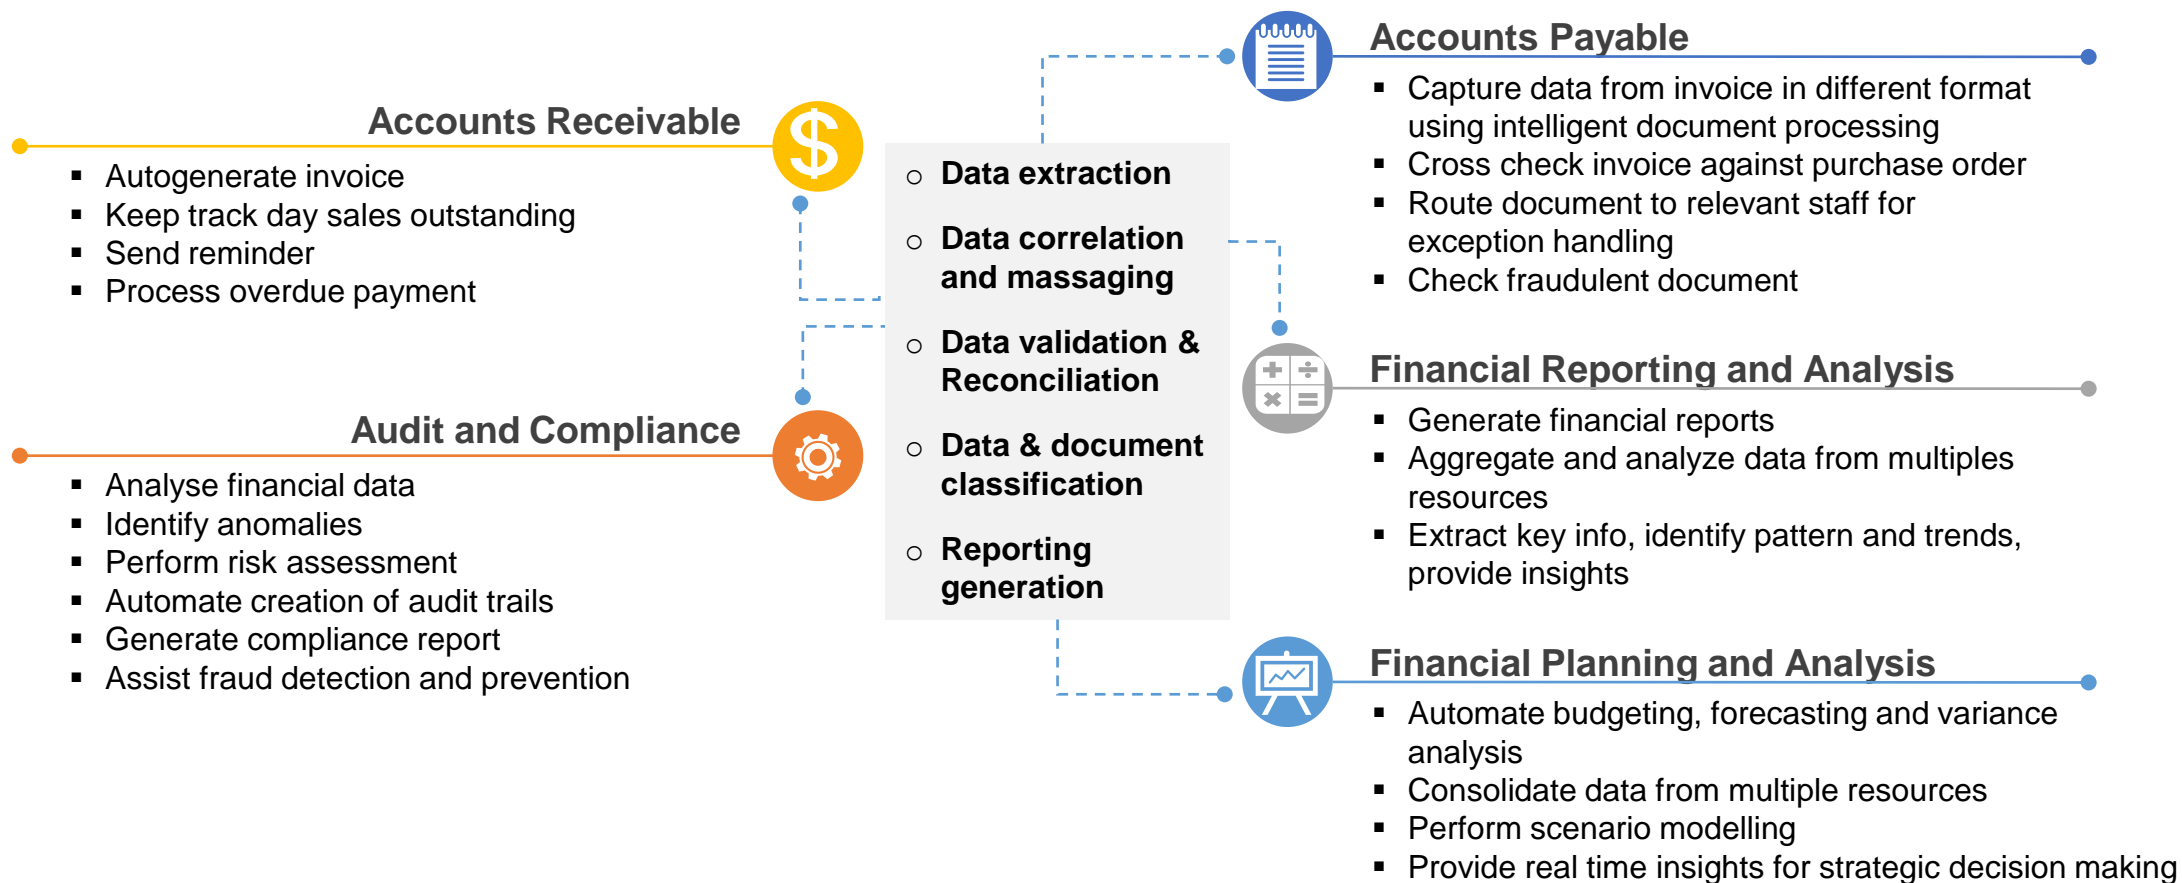 Accounts Receivable
▪ Autogenerate invoice
▪ Keep track day sales outstanding
▪ Send reminder
▪ Process overdue payment
Audit and Compliance
▪ Analyse financial data
▪ Identify anomalies
▪ Perform risk assessment
▪ Automate creation of audit trails
▪ Generate compliance report
▪ Assist fraud detection and prevention
○ Data extraction
○ Data correlation
and massaging
○ Data validation &
Reconciliation
○ Data & document
classification
○ Reporting
generation
Accounts Payable
▪ Capture data from invoice in different format
using intelligent document processing
▪ Cross check invoice against purchase order
▪ Route document to relevant staff for
exception handling
▪ Check fraudulent document
Financial Reporting and Analysis
▪ Generate financial reports
▪ Aggregate and analyze data from multiples
resources
▪ Extract key info, identify pattern and trends,
provide insights
Financial Planning and Analysis
▪ Automate budgeting, forecasting and variance
analysis
▪ Consolidate data from multiple resources
▪ Perform scenario modelling
▪ Provide real time insights for strategic decision making